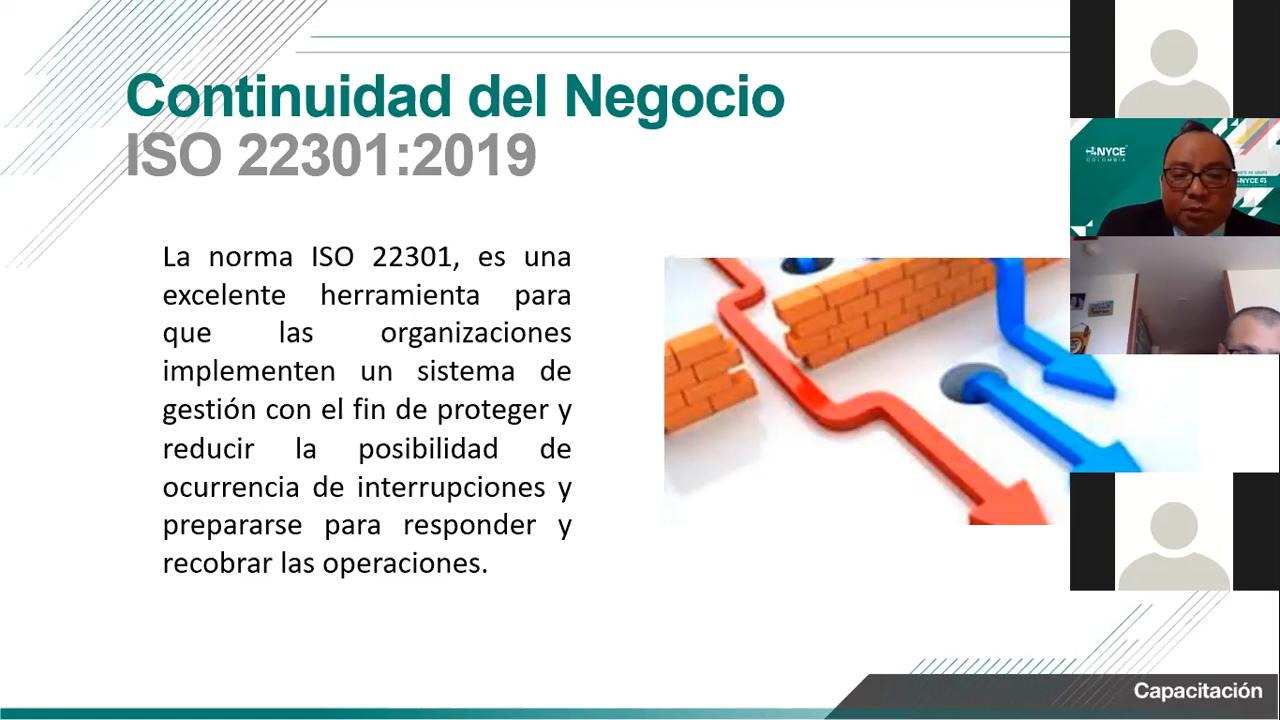 Continuidad del Negocio
ISO 22301:2019
La norma ISO 22301, es una
excelente herramienta para
que las organizaciones
implementen un sistema de
gestión con el fin de proteger y
reducir la posibilidad de
ocurrencia de interrupciones y
prepararse para responder y
recobrar las operaciones.
NYCE
COLOMBIA
NYCE
Capacitación